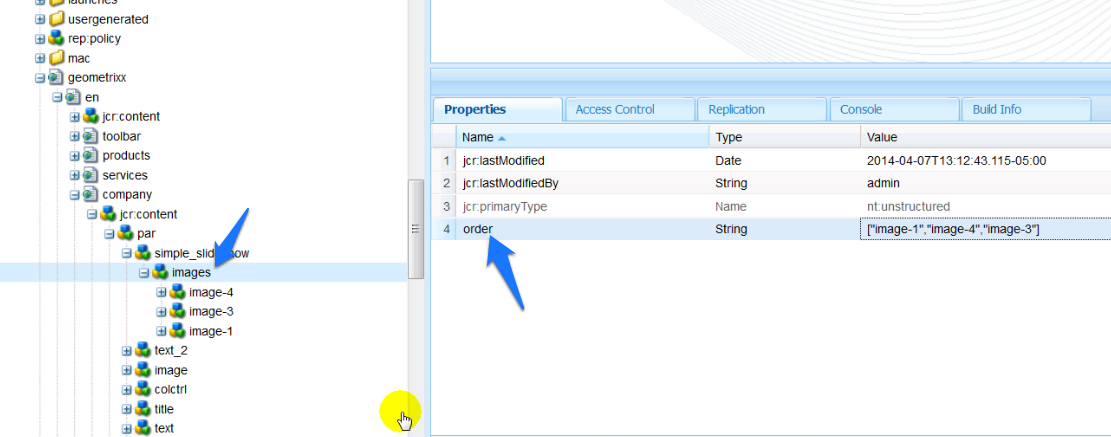 launches
usergenerated
rep:policy
mac
geometrixx
en
jcr:content
toolbar
products
services
company
jcr:content
par
simple_slid how
images
image-4
image-3
image-1
text_2
image
colctrl
title
text
Properties Access Control Replication Console Build Info
Name Type Value
1 jcr:lastModified Date 2014-04-07T13:12:43.115-05:00
2 jcr:lastModifiedBy String admin
3 jcr:primaryType Name nt:unstructured
4 order String ["image-1","image-4","image-3"]